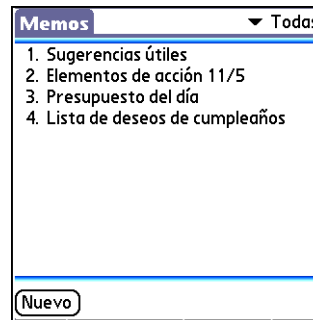 Memos
Todas
1. Sugerencias útiles
2. Elementos de acción 11/5
3. Presupuesto del día
4. Lista de deseos de cumpleaños
Nuevo